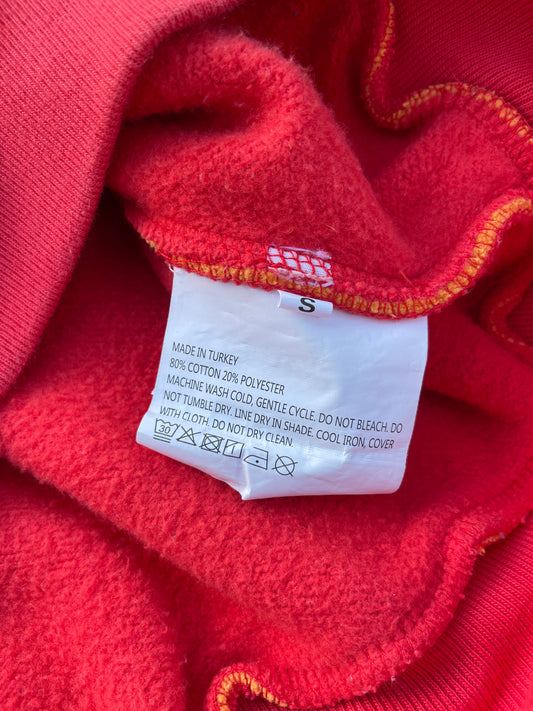 S
MADE IN TURKEY
80% COTTON 20% POLYESTER
MACHINE WASH COLD, GENTLE CYCLE. DO NOT BLEACH. DO
NOT TUMBLE DRY. LINE DRY IN SHADE. COOL IRON, COVER
WITH CLOTH. DO NOT DRY CLEAN.
30°